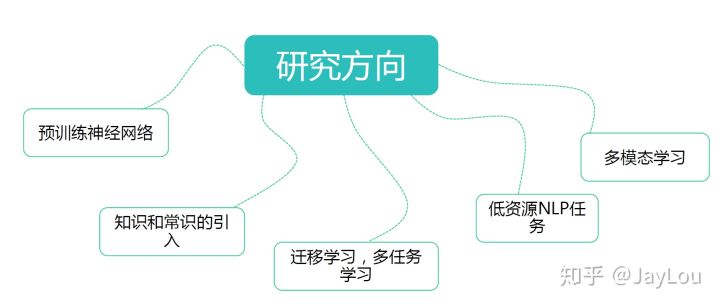 研究方向
预训练神经网络
知识和常识的引
入
迁移学习，多任务
学习
低资源NLP任
务
多模态学习
知乎 @JayLou